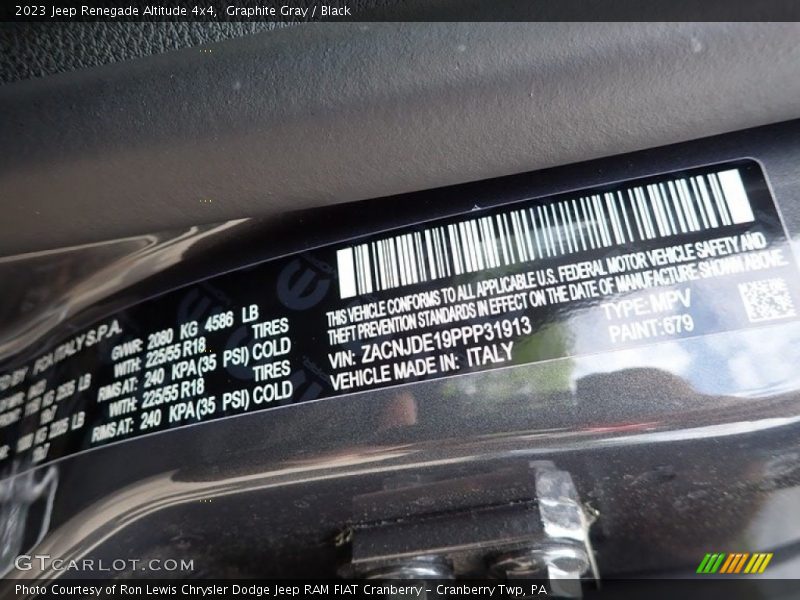 2023 Jeep Renegade Altitude 4x4,  Graphite Gray / Black
BY FCA ITALY S.P.A.
GVWR: 2080 KG 4586 LB
WITH: 225/55 R18 TIRES
RIMS AT: 240 KPA(35 PSI) COLD
WITH: 225/55 R18 TIRES
RIMS AT: 240 KPA(35 PSI) COLD
THIS VEHICLE CONFORMS TO ALL APPLICABLE U.S. FEDERAL MOTOR VEHICLE SAFETY AND
THEFT PREVENTION STANDARDS IN EFFECT ON THE DATE OF MANUFACTURE SHOWN ABOVE.
VIN: ZACNJDE19PPP31913
TYPE: MPV
VEHICLE MADE IN: ITALY
PAINT: 679
GTCARLOT.COM
Photo Courtesy of Ron Lewis Chrysler Dodge Jeep RAM FIAT Cranberry - Cranberry Twp, PA